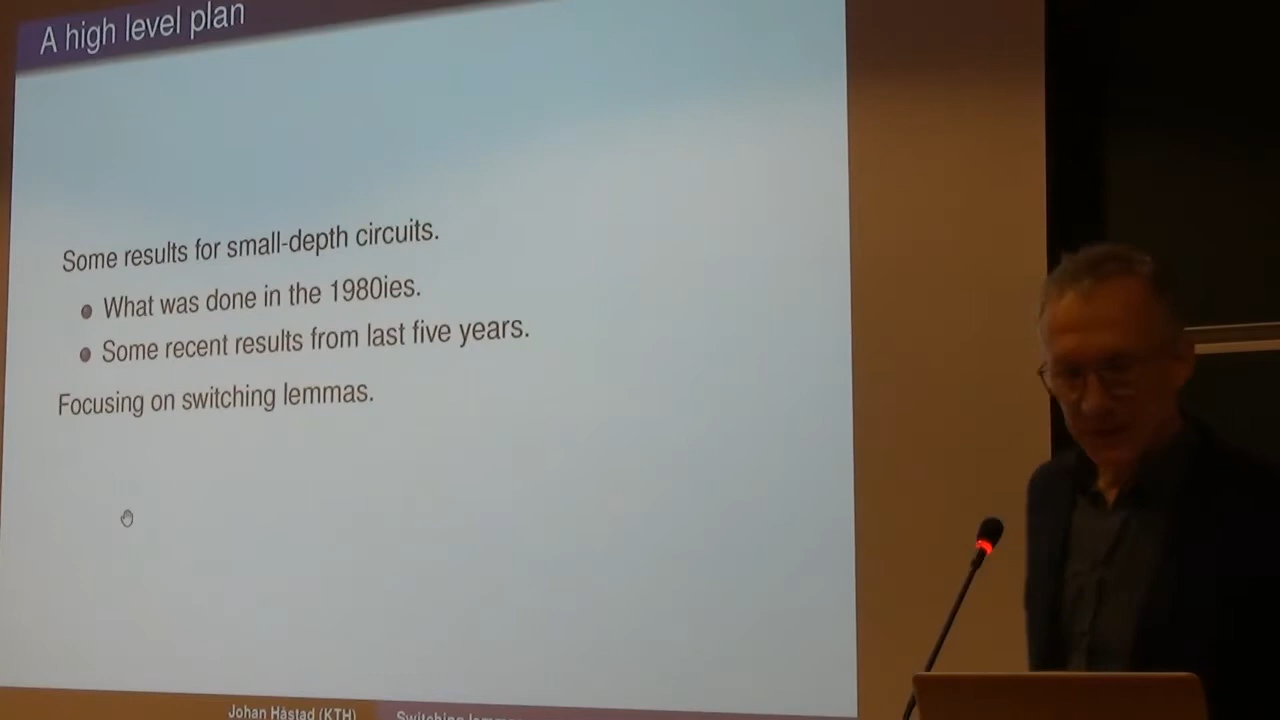 A high level plan
Some results for small-depth circuits.
What was done in the 1980ies.
Some recent results from last five years.
Focusing on switching lemmas.
Johan Håstad (KTH)
Switching